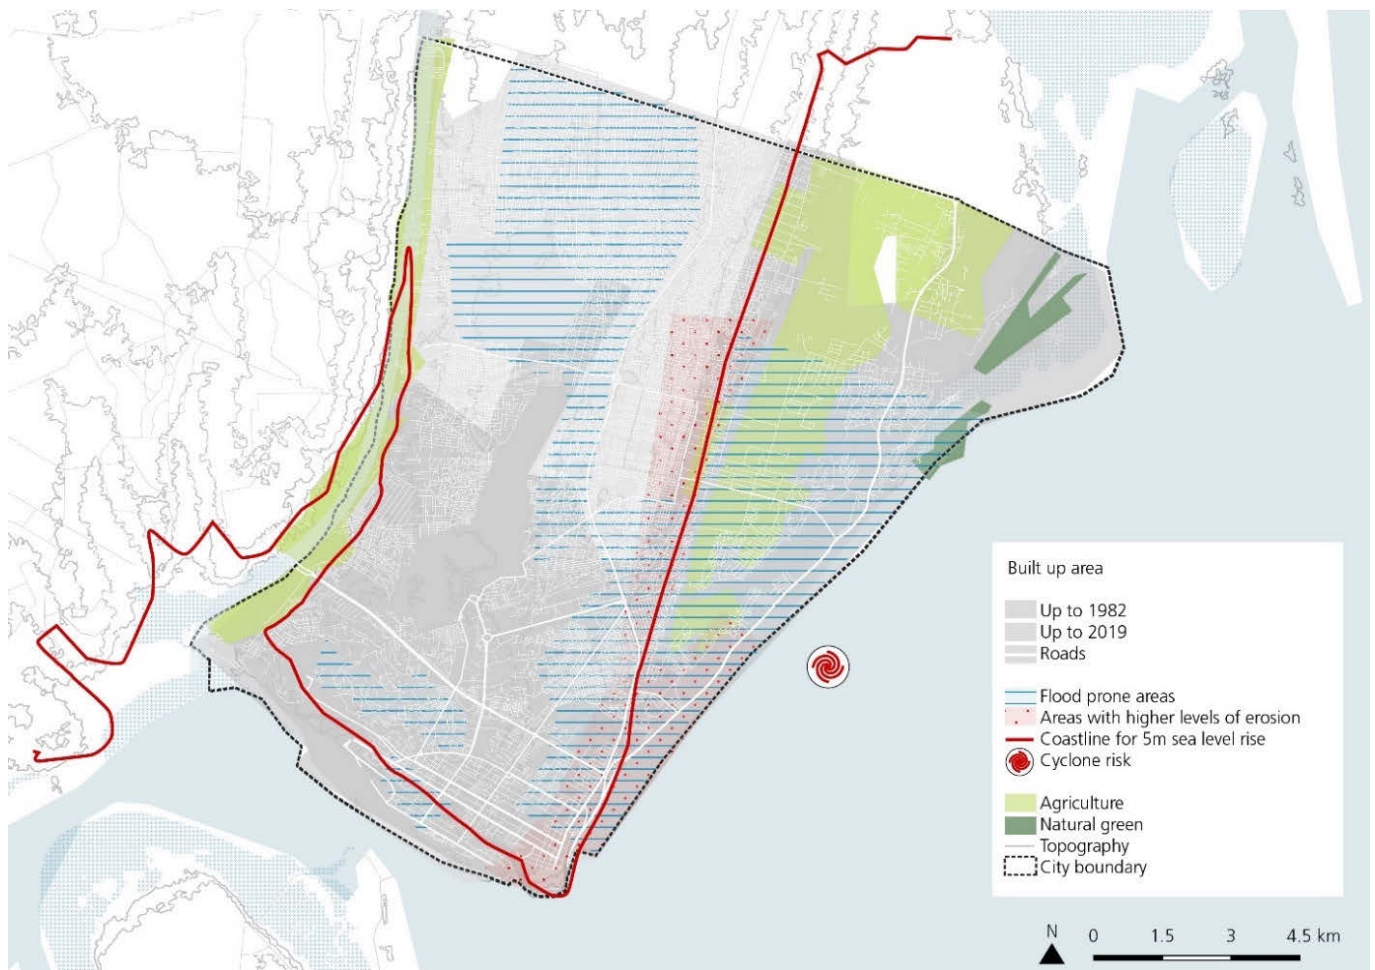 Built up area
Up to 1982
Up to 2019
Roads
Flood prone areas
Areas with higher levels of erosion
Coastline for 5m sea level rise
Cyclone risk
Agriculture
Natural green
Topography
City boundary
N 0 1.5 3 4.5 km